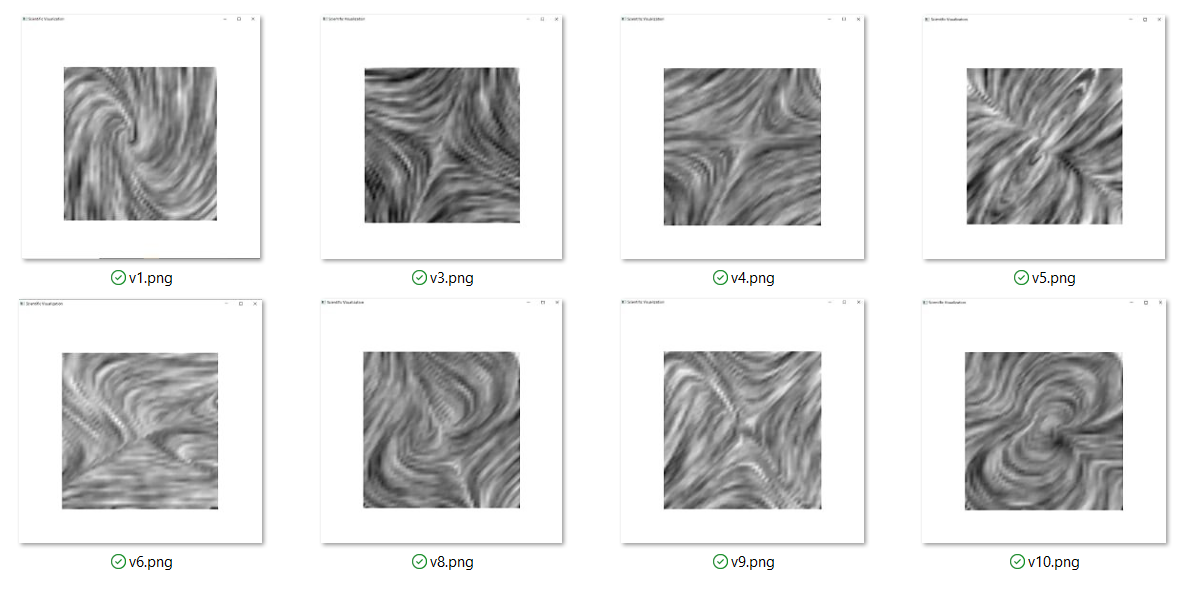 Scientific Visualization
Scientific Visualization
Scientific Visualization
Scientific Visualization
v1.png
v3.png
v4.png
v5.png
Scientific Visualization
Scientific Visualization
Scientific Visualization
Scientific Visualization
v6.png
v8.png
v9.png
v10.png